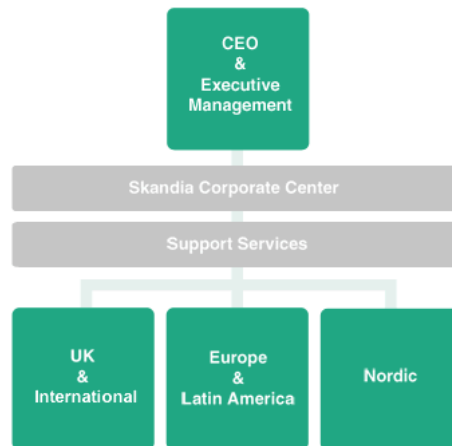 CEO
&
Executive
Management
Skandia Corporate Center
Support Services
UK
&
International
Europe
&
Latin America
Nordic